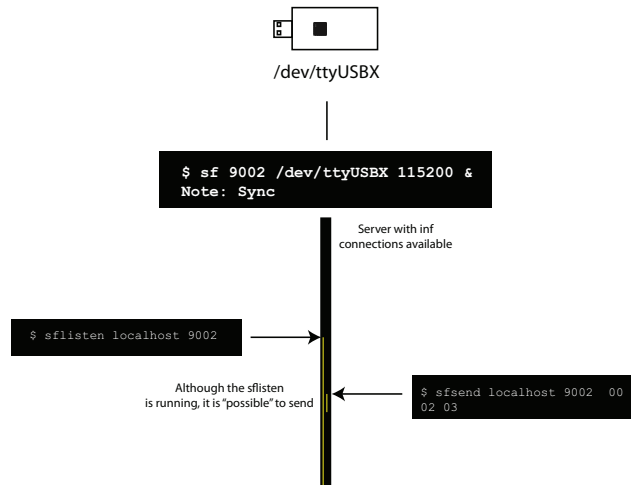 /dev/ttyUSBX
$ sf 9002 /dev/ttyUSBX 115200 &
Note: Sync
Server with inf
connections available
$ sflisten localhost 9002
Although the sflisten
is running, it is "possible" to send
$ sfsend localhost 9002  00
02 03